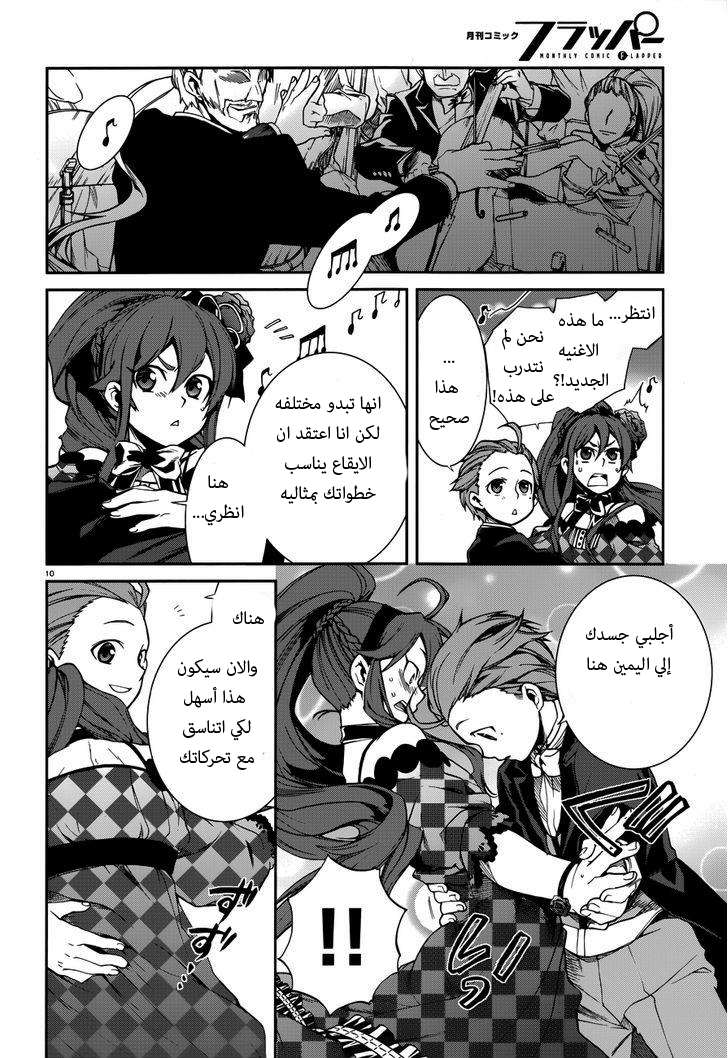 月刊コミック
フラッパー
MONTHLY COMIC FLAPPER
انتظر...
ما هذه
الاغنيه
الجديد!؟
نحن لم
نتدرب
على هذه!
...
هذا
صحيح
انها تبدو مختلفه
لكن انا اعتقد ان
الايقاع يناسب
خطواتك بمثاليه
هنا
انظري...
10
أجلبي جسدك
إلي اليمين هنا
!!
هناك
والان سيكون
هذا أسهل
لكي اتناسق
مع تحركاتك